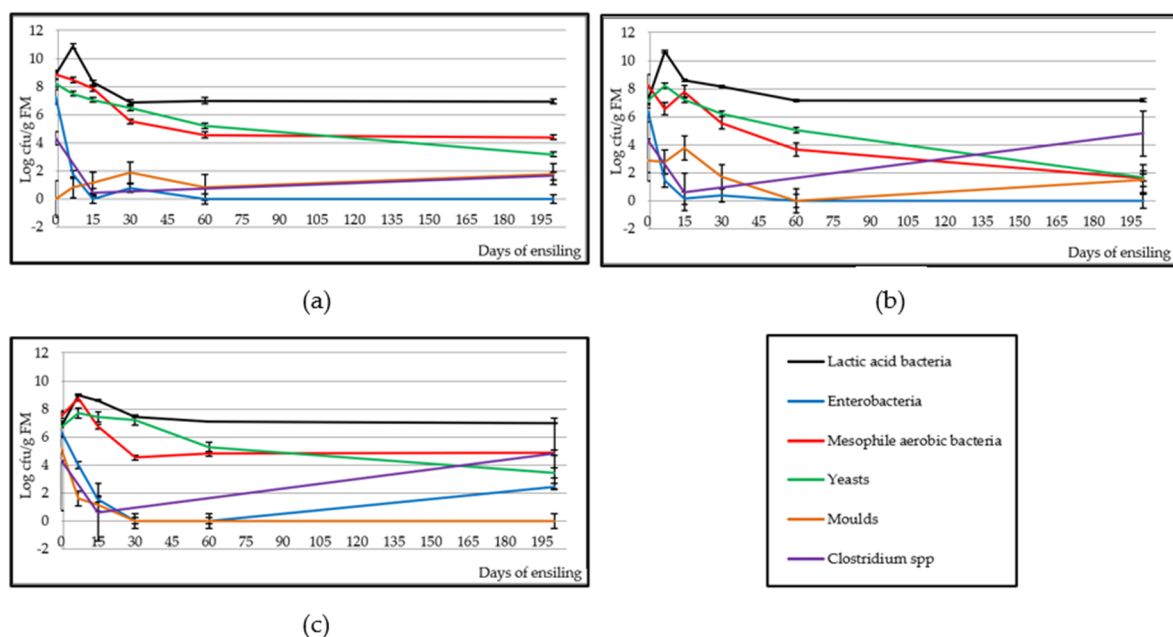 12
10
8
6
4
2
0
-2
Log cfu/g FM
0 15 30 45 60 75 90 105 120 135 150 165 180 195
Days of ensiling
(a)
12
10
8
6
4
2
0
-2
Log cfu/g FM
0 15 30 45 60 75 90 105 120 135 150 165 180 195
Days of ensiling
(b)
12
10
8
6
4
2
0
-2
Log cfu/g FM
0 15 30 45 60 75 90 105 120 135 150 165 180 195
Days of ensiling
(c)
Lactic acid bacteria
Enterobacteria
Mesophile aerobic bacteria
Yeasts
Moulds
Clostridium spp